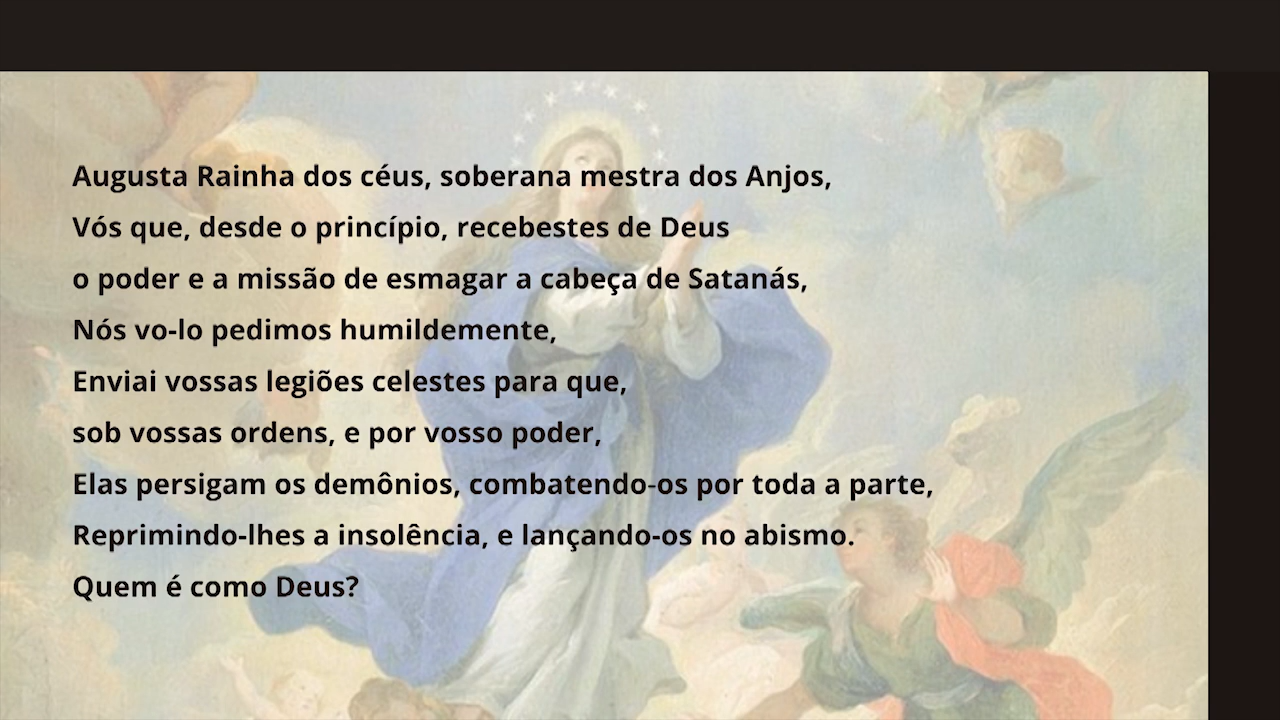 Augusta Rainha dos céus, soberana mestra dos Anjos,
Vós que, desde o princípio, recebestes de Deus
o poder e a missão de esmagar a cabeça de Satanás,
Nós vo-lo pedimos humildemente,
Enviai vossas legiões celestes para que,
sob vossas ordens, e por vosso poder,
Elas persigam os demônios, combatendo-os por toda a parte,
Reprimindo-lhes a insolência, e lançando-os no abismo.
Quem é como Deus?